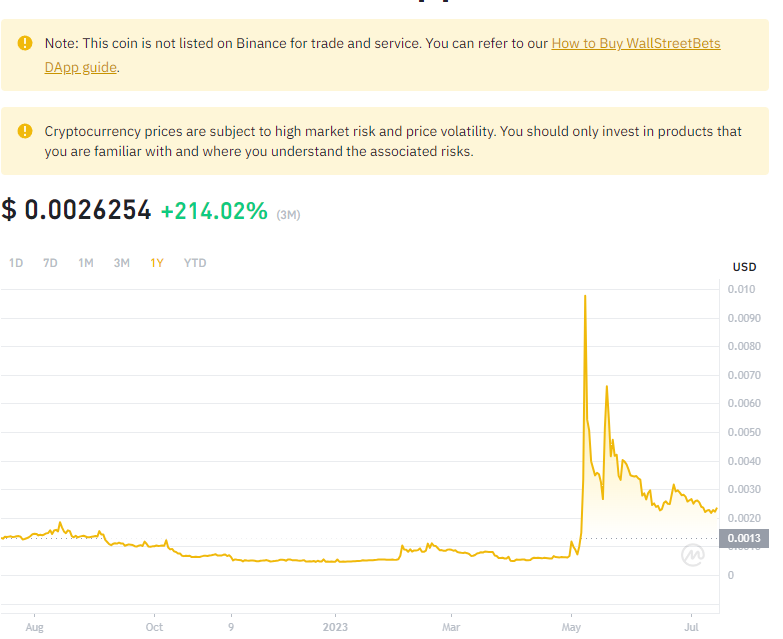 Note: This coin is not listed on Binance for trade and service. You can refer to our How to Buy WallStreetBets
DApp guide.
Cryptocurrency prices are subject to high market risk and price volatility. You should only invest in products that
you are familiar with and where you understand the associated risks.
$ 0.0026254 +214.02% (3M)
1D 7D 1M 3M 1Y YTD
USD
0.010
0.0090
0.0080
0.0070
0.0060
0.0050
0.0040
0.0030
0.0020
0.0013
0
Aug Oct 9 2023 Mar May Jul